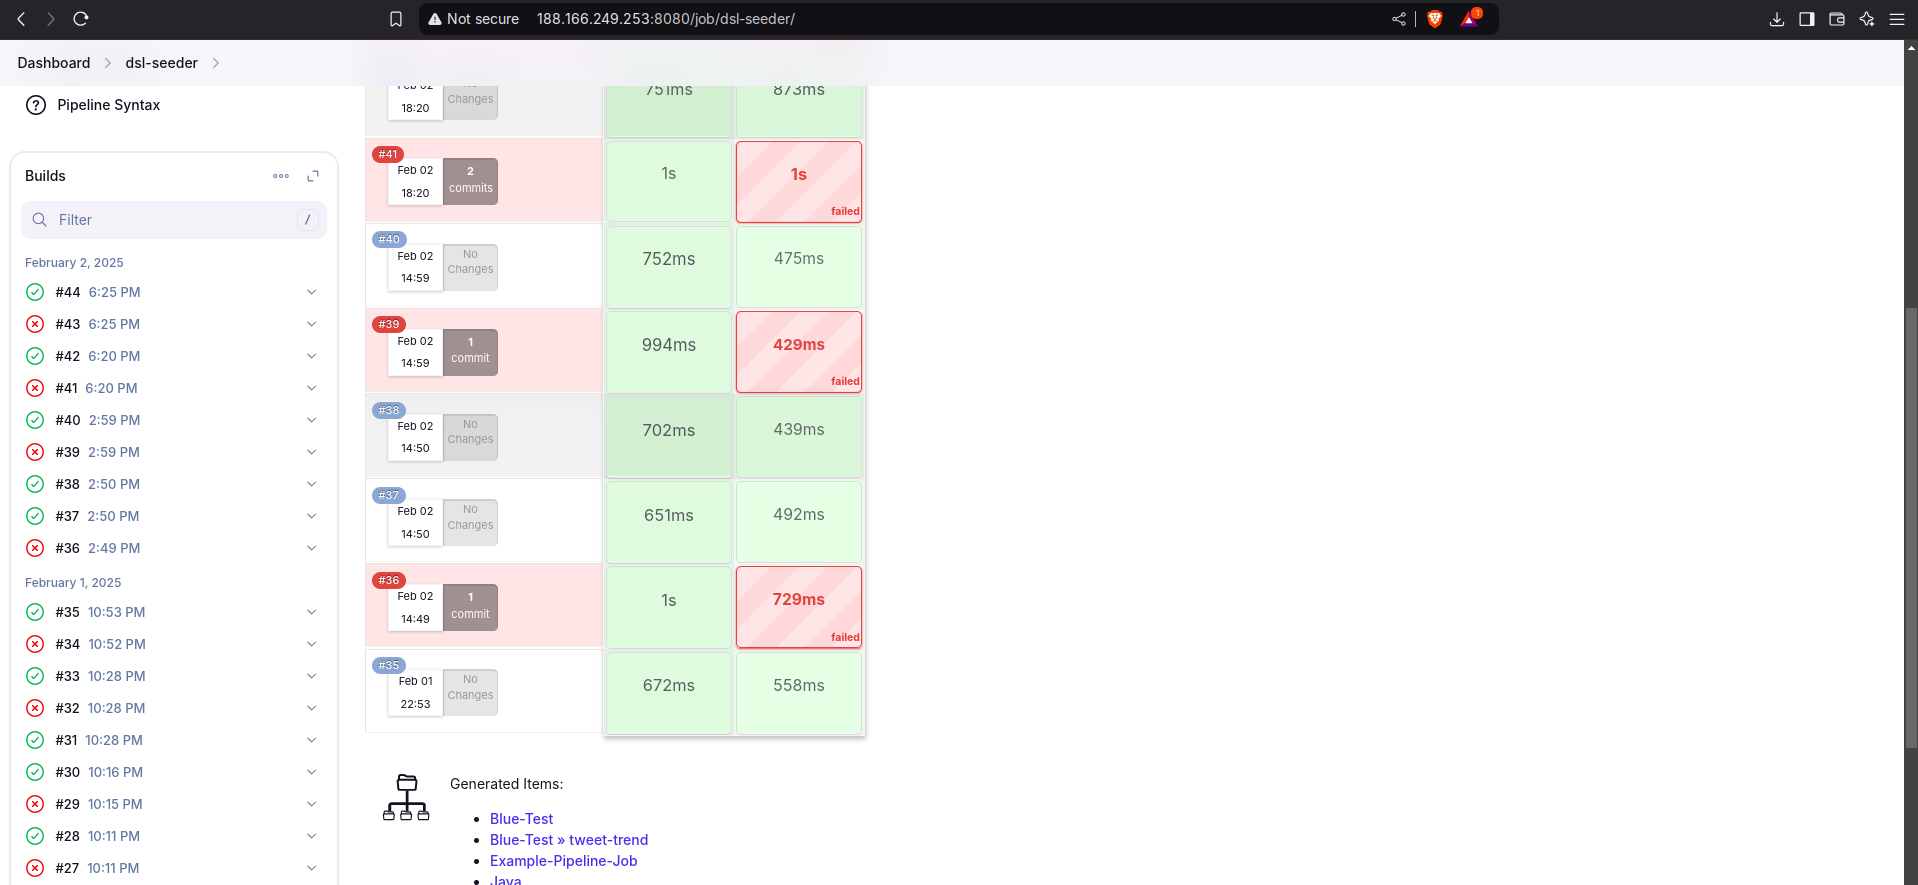 Not secure 188.166.249.253:8080/job/dsl-seeder/
1
Dashboard dsl-seeder
Pipeline Syntax
Builds
Filter /
February 2, 2025
#44 6:25 PM
#43 6:25 PM
#42 6:20 PM
#41 6:20 PM
#40 2:59 PM
#39 2:59 PM
#38 2:50 PM
#37 2:50 PM
#36 2:49 PM
February 1, 2025
#35 10:53 PM
#34 10:52 PM
#33 10:28 PM
#32 10:28 PM
#31 10:28 PM
#30 10:16 PM
#29 10:15 PM
#28 10:11 PM
#27 10:11 PM
Feb 02
18:20
Changes
751ms
873ms
#41
Feb 02
18:20
2
commits
1s
1s
failed
#40
Feb 02
14:59
No
Changes
752ms
475ms
#39
Feb 02
14:59
1
commit
994ms
429ms
failed
#38
Feb 02
14:50
No
Changes
702ms
439ms
#37
Feb 02
14:50
No
Changes
651ms
492ms
#36
Feb 02
14:49
1
commit
1s
729ms
failed
#35
Feb 01
22:53
No
Changes
672ms
558ms
Generated Items:
Blue-Test
Blue-Test » tweet-trend
Example-Pipeline-Job
Java